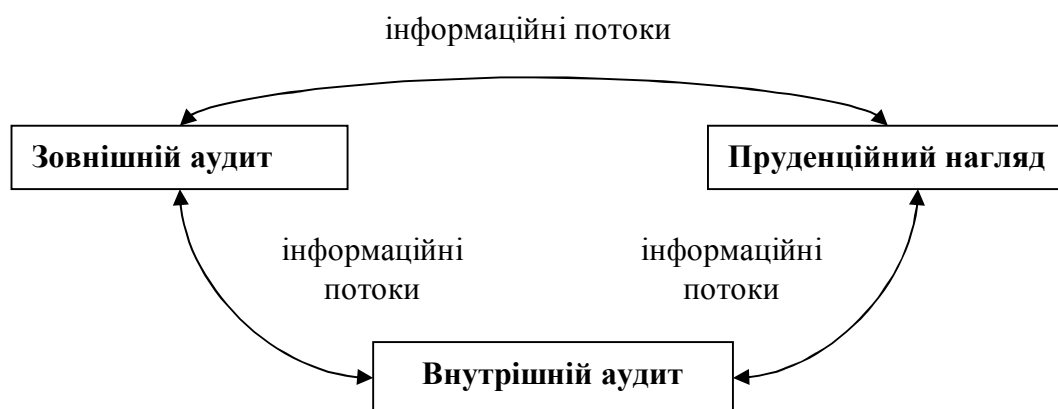 інформаційні потоки
Зовнішній аудит
Пруденційний нагляд
інформаційні
потоки
інформаційні
потоки
Внутрішній аудит